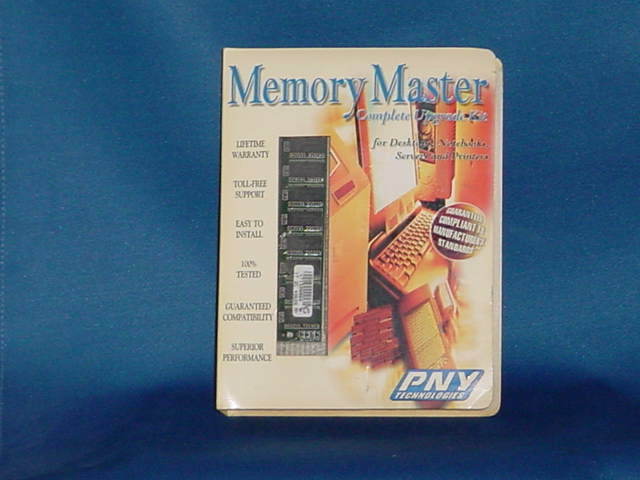 Memory Master
Complete Upgrade Kit
for Desktops, Notebooks,
Servers and Printers
LIFETIME
WARRANTY
TOLL-FREE
SUPPORT
EASY TO
INSTALL
100%
TESTED
GUARANTEED
COMPATIBILITY
SUPERIOR
PERFORMANCE
GUARANTEED
COMPLIANT TO
MANUFACTURER'S
STANDARDS
PNY
TECHNOLOGIES